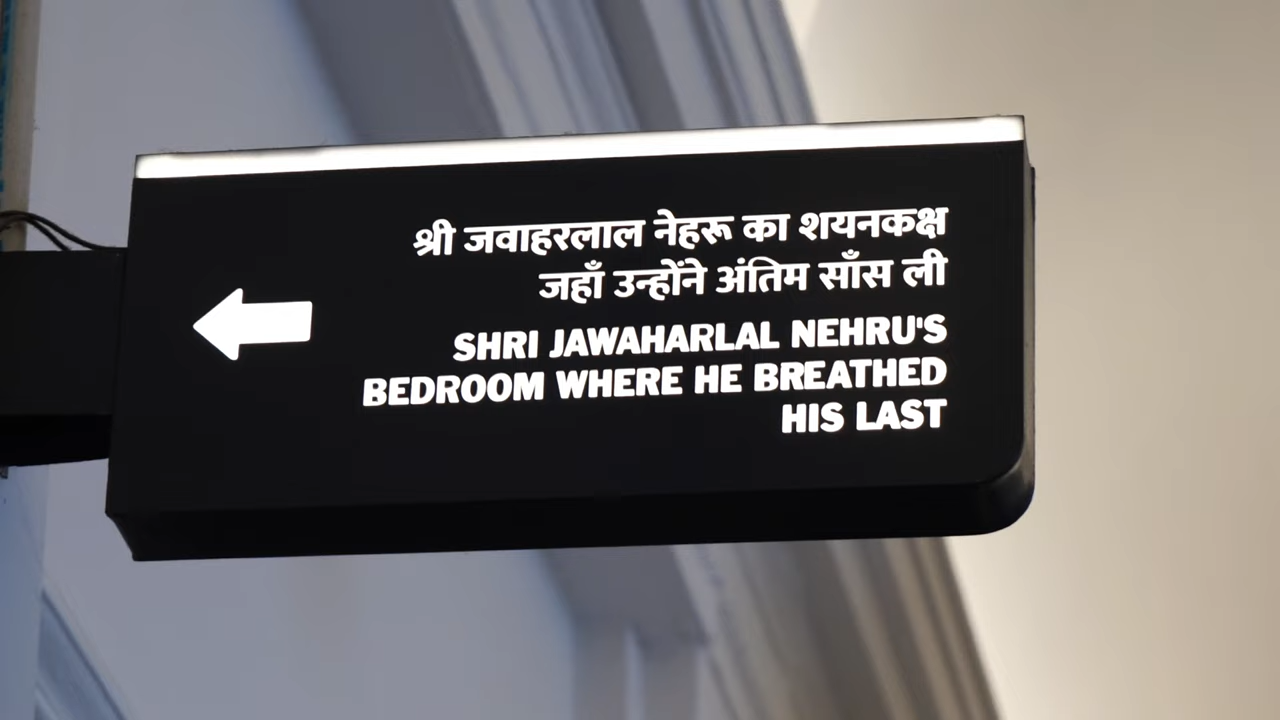 श्री जवाहरलाल नेहरू का शयनकक्ष
जहाँ उन्होंने अंतिम साँस ली
SHRI JAWAHARLAL NEHRU'S
BEDROOM WHERE HE BREATHED
HIS LAST